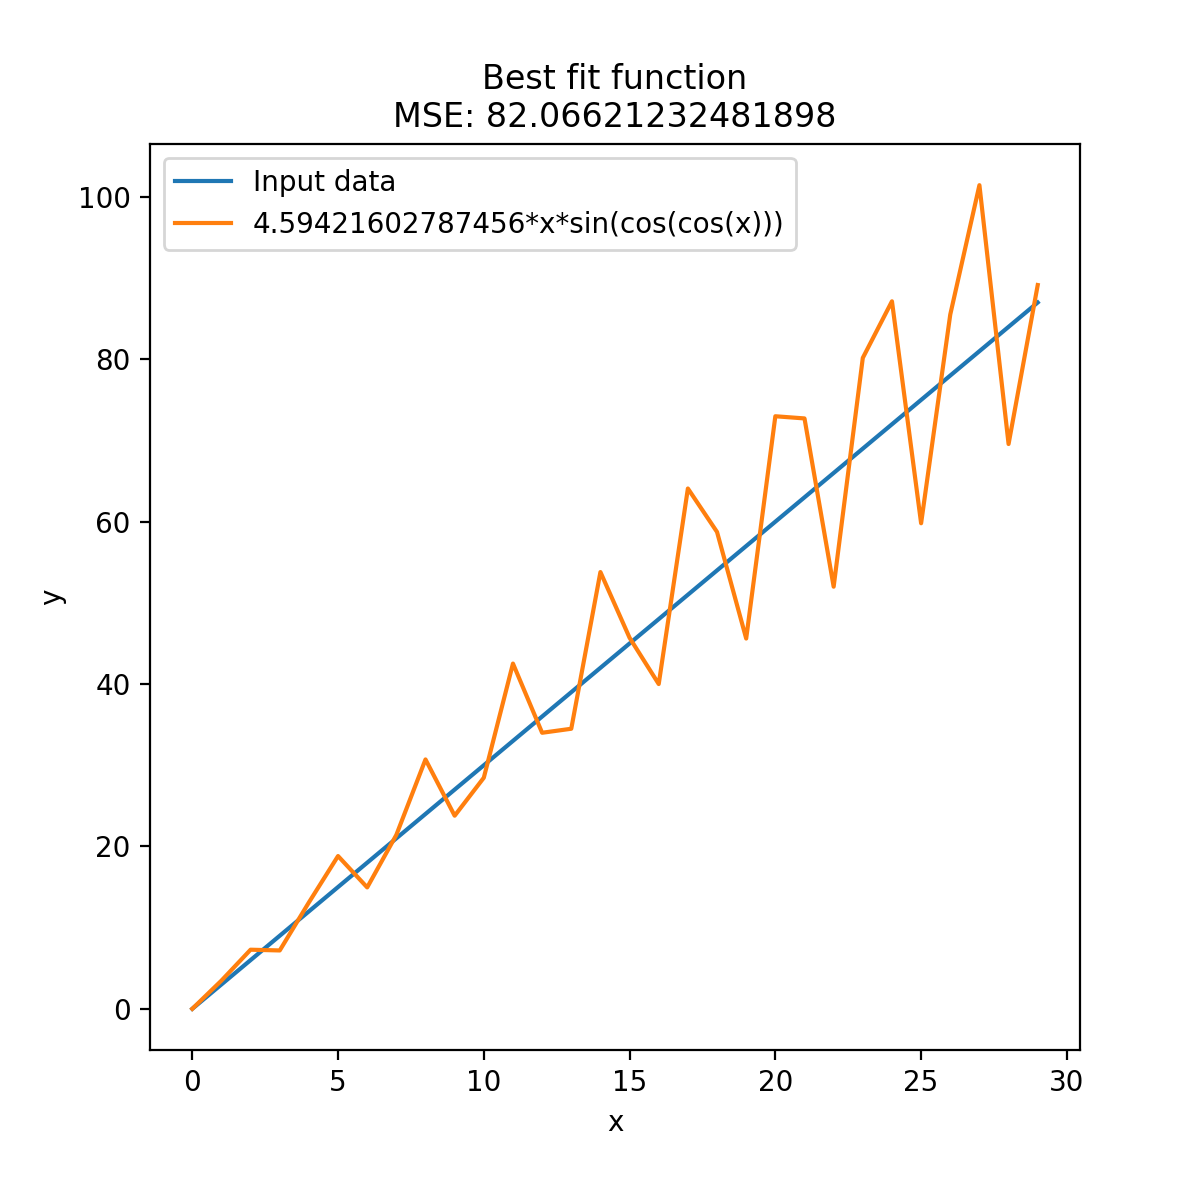 Best fit function
MSE: 82.06621232481898
Input data
4.59421602787456*x*sin(cos(cos(x)))
100
80
60
40
20
0
y
0 5 10 15 20 25 30
x